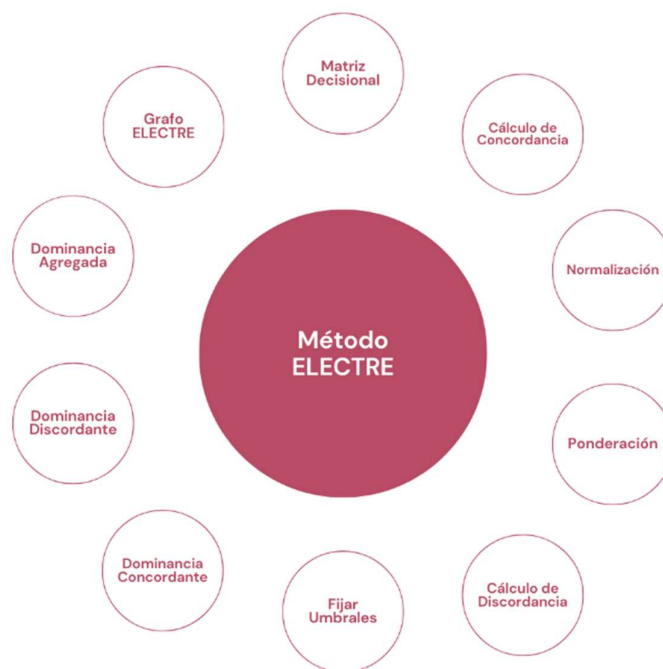 Matriz
Decisional
Grafo
ELECTRE
Cálculo de
Concordancia
Dominancia
Agregada
Normalización
Método
ELECTRE
Dominancia
Discordante
Ponderación
Dominancia
Concordante
Fijar
Umbrales
Cálculo de
Discordancia